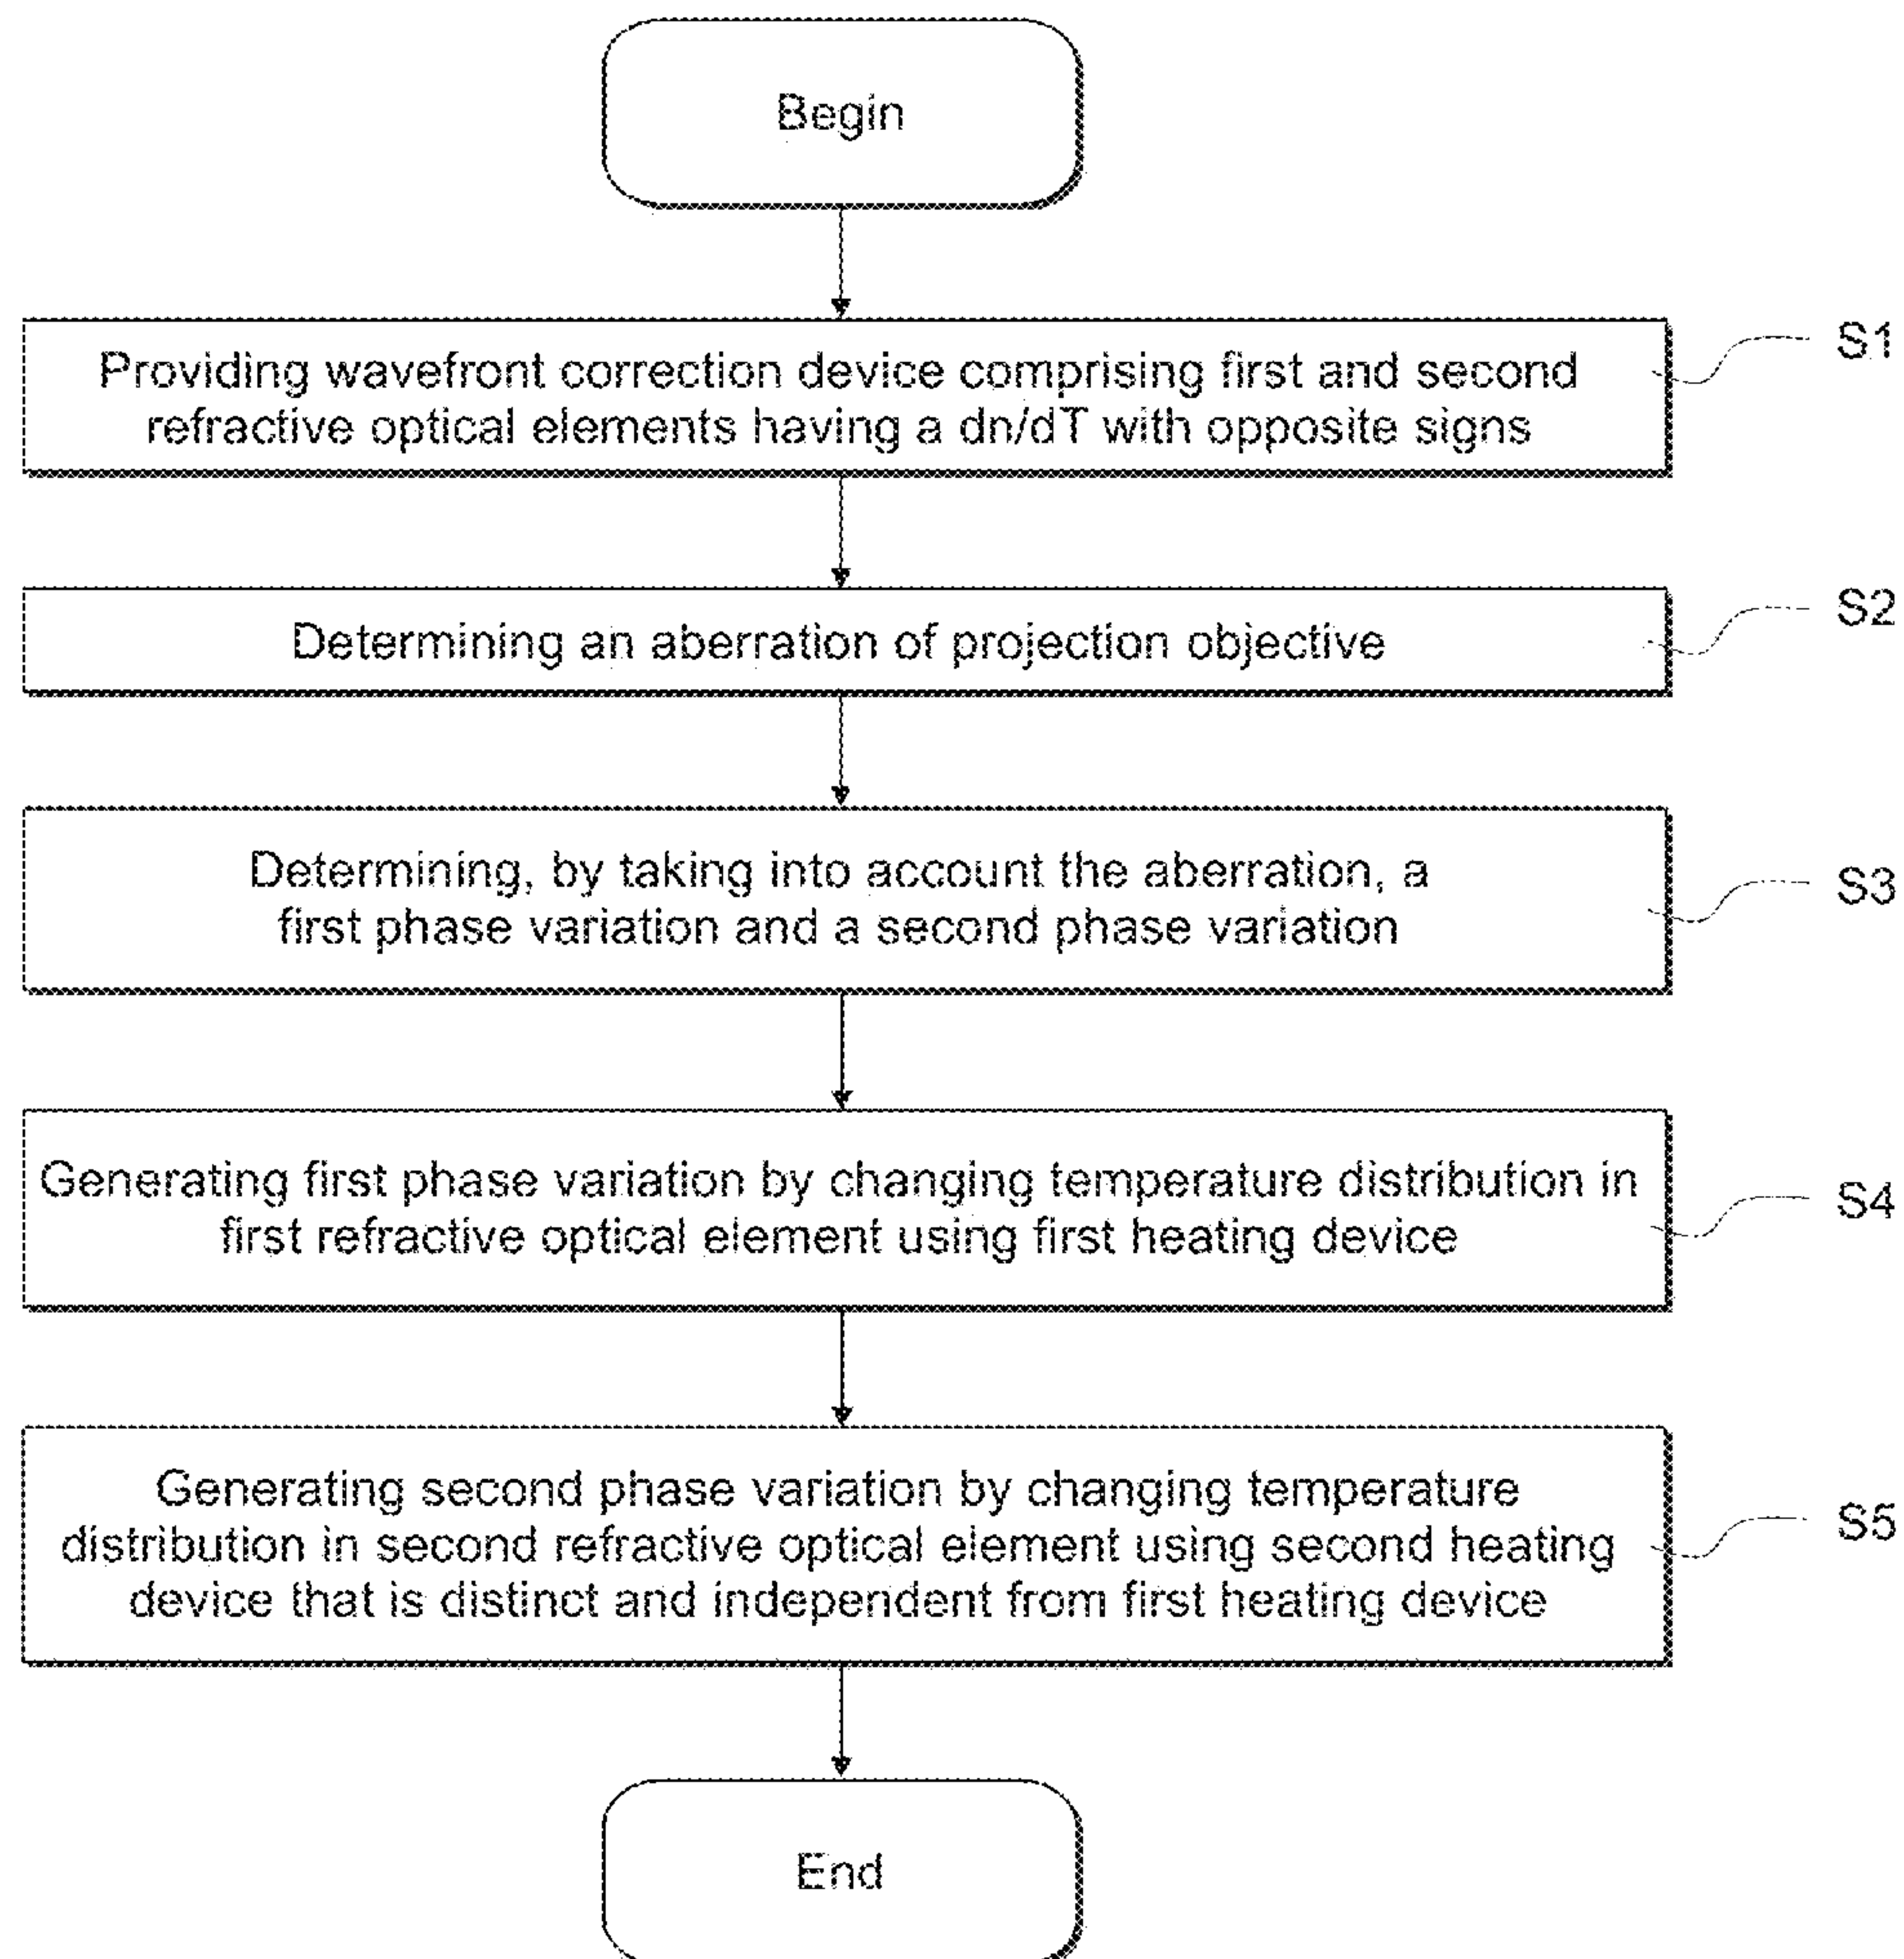 Begin
Providing wavefront correction device comprising first and second
refractive optical elements having a dn/dT with opposite signs
S1
Determining an aberration of projection objective
S2
Determining, by taking into account the aberration, a
first phase variation and a second phase variation
S3
Generating first phase variation by changing temperature distribution in
first refractive optical element using first heating device
S4
Generating second phase variation by changing temperature
distribution in second refractive optical element using second heating
device that is distinct and independent from first heating device
S5
End